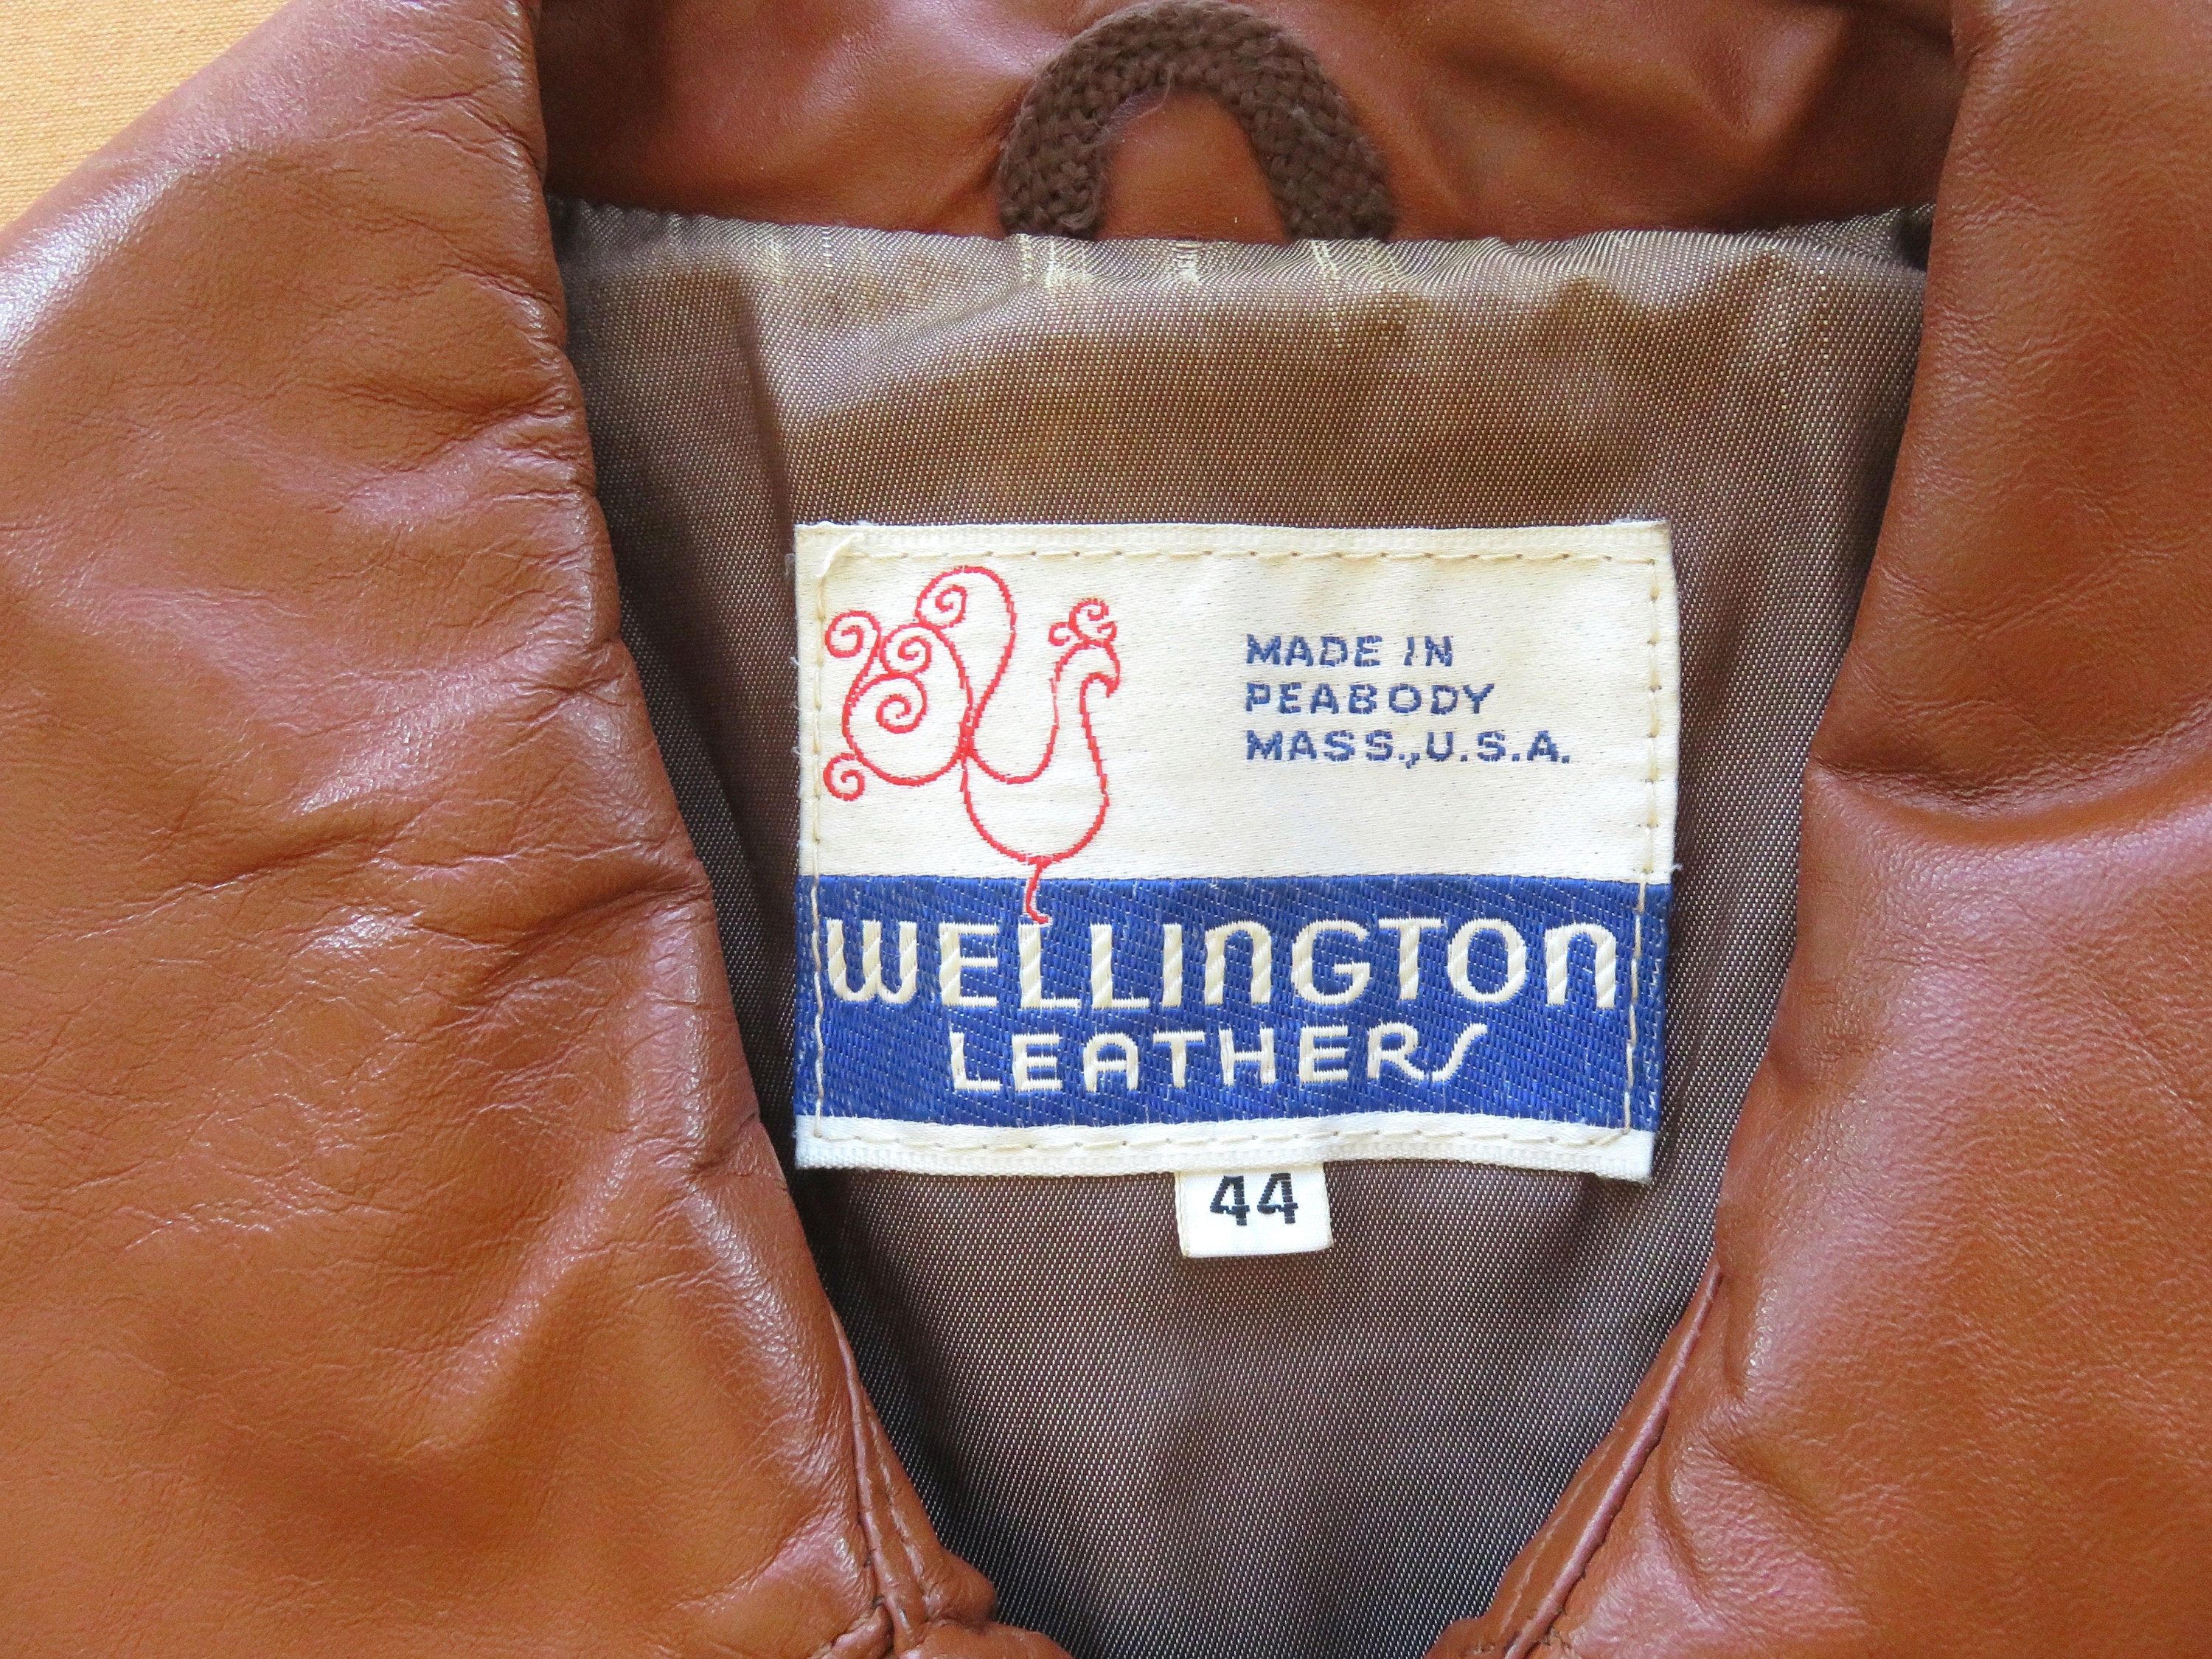 MADE IN
PEABODY
MASS., U.S.A.
WELLINGTON
LEATHERS
44